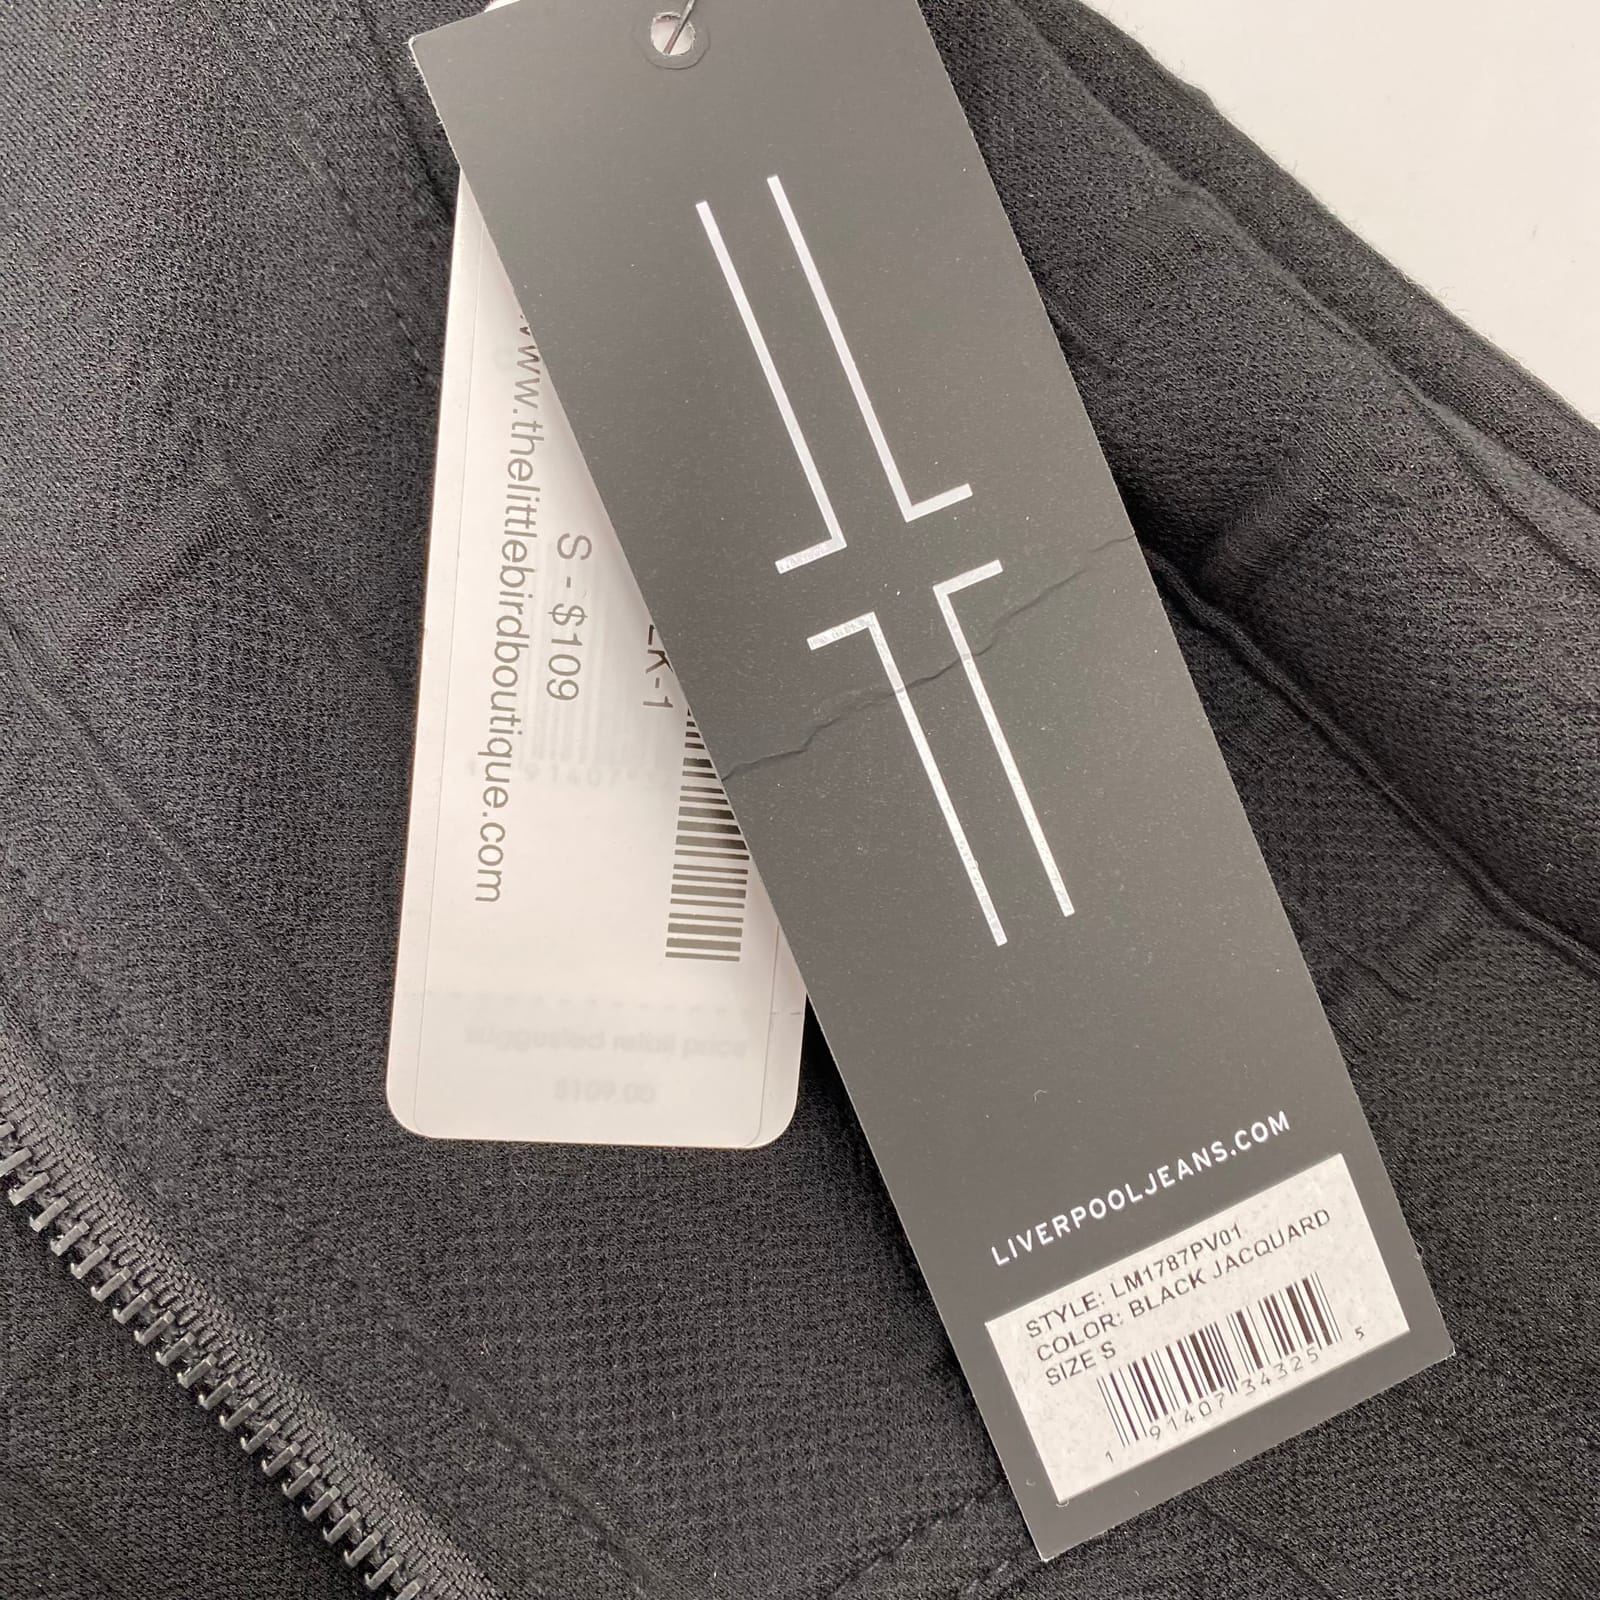 www.thelittlebirdboutique.com
S - $109
K-1
suggested retail price
$109.00
LIVERPOOLJEANS.COM
STYLE: LM1787PV01
COLOR: BLACK JACQUARD
SIZE S
1 91407 34325 5